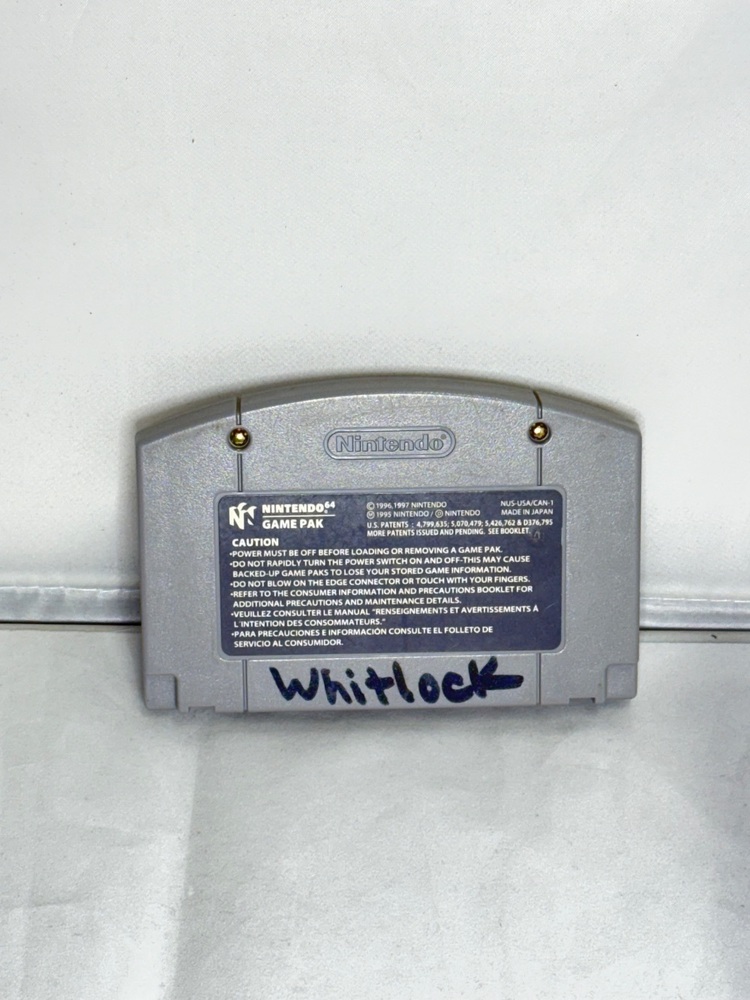 Nintendo®
NINTENDO⁶⁴
GAME PAK
©1996,1997 NINTENDO
Ⓜ 1995 NINTENDO / Ⓓ NINTENDO
NUS-USA/CAN-1
MADE IN JAPAN
U.S. PATENTS : 4,799,635; 5,070,479; 5,426,762 & D376,795
MORE PATENTS ISSUED AND PENDING. SEE BOOKLET.
CAUTION
•POWER MUST BE OFF BEFORE LOADING OR REMOVING A GAME PAK.
•DO NOT RAPIDLY TURN THE POWER SWITCH ON AND OFF–THIS MAY CAUSE
BACKED-UP GAME PAKS TO LOSE YOUR STORED GAME INFORMATION.
•DO NOT BLOW ON THE EDGE CONNECTOR OR TOUCH WITH YOUR FINGERS.
•REFER TO THE CONSUMER INFORMATION AND PRECAUTIONS BOOKLET FOR
ADDITIONAL PRECAUTIONS AND MAINTENANCE DETAILS.
•VEUILLEZ CONSULTER LE MANUAL "RENSEIGNEMENTS ET AVERTISSEMENTS À
L'INTENTION DES CONSOMMATEURS."
•PARA PRECAUCIONES E INFORMACIÓN CONSULTE EL FOLLETO DE
SERVICIO AL CONSUMIDOR.
Whitlock